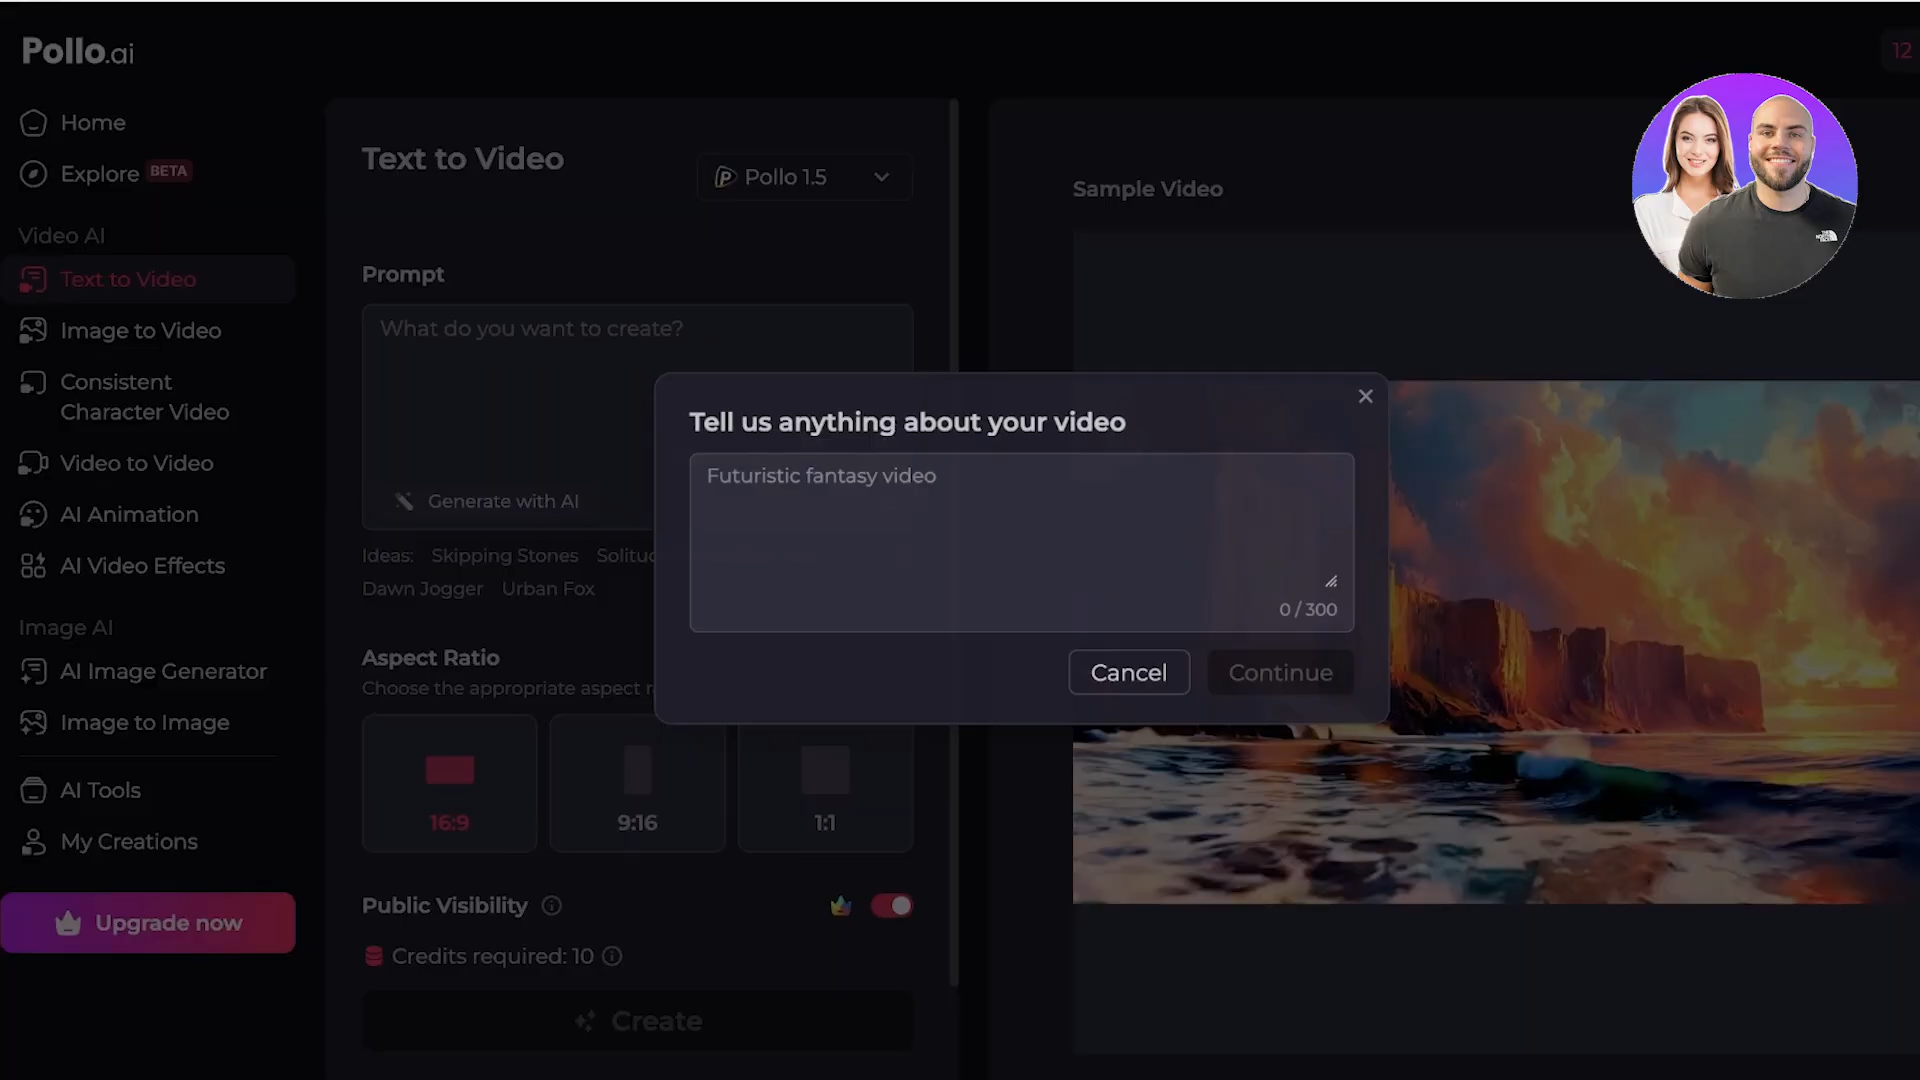 Pollo.ai
12
Home
Explore BETA
Video AI
Text to Video
Image to Video
Consistent
Character Video
Video to Video
AI Animation
AI Video Effects
Image AI
AI Image Generator
Image to Image
AI Tools
My Creations
Upgrade now
Text to Video
Pollo 1.5
Prompt
What do you want to create?
Generate with AI
Ideas: Skipping Stones
Dawn Jogger Urban Fox
Aspect Ratio
Choose the appropriate aspect
16:9
9:16
1:1
Public Visibility
Credits required: 10
Create
Tell us anything about your video
Futuristic fantasy video
0 / 300
Cancel
Continue
Sample Video
THE
NORTH
FACE